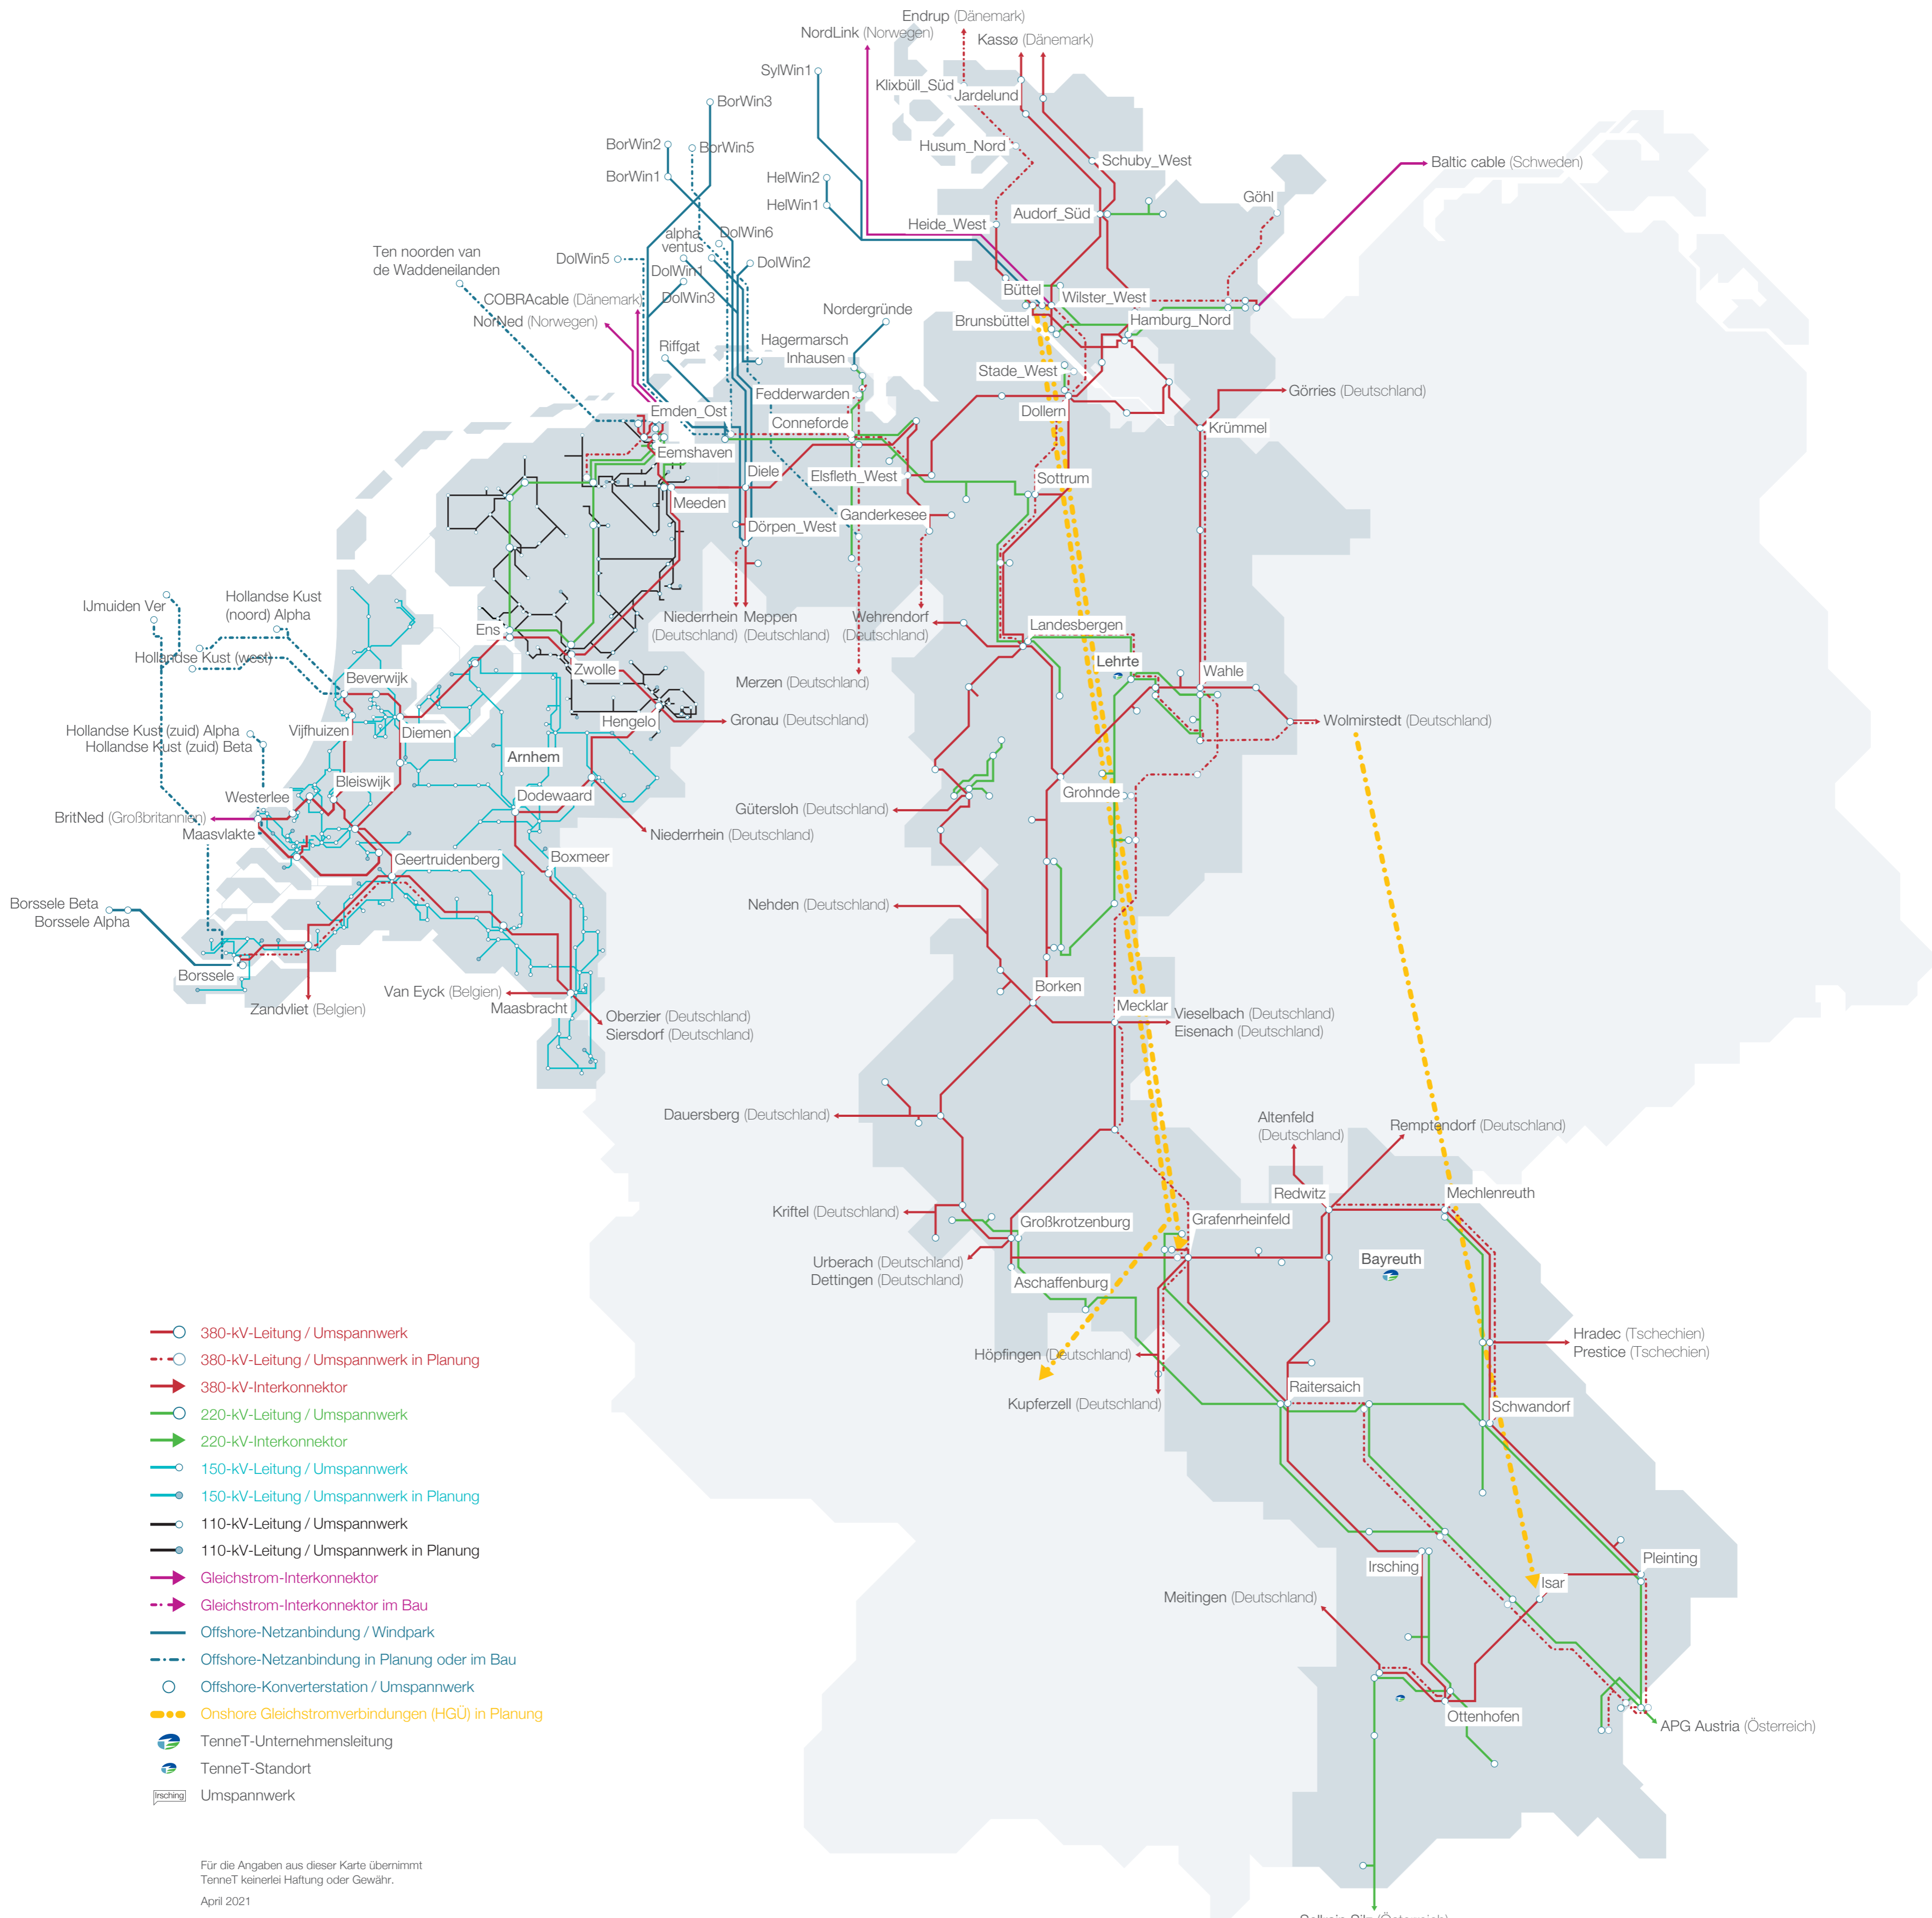 Endrup (Dänemark)
NordLink (Norwegen)
Kassø (Dänemark)
SylWin1
Klixbüll_Süd
Jardelund
BorWin3
BorWin2
BorWin5
Husum_Nord
Schuby_West
Baltic cable (Schweden)
BorWin1
HelWin2
HelWin1
Göhl
Audorf_Süd
Heide_West
alpha
ventus
DolWin6
Ten noorden van
de Waddeneilanden
DolWin5
DolWin1
DolWin2
COBRAcable (Dänemark)
DolWin3
Büttel
Wilster_West
Nordergründe
NorNed (Norwegen)
Brunsbüttel
Hamburg_Nord
Hagermarsch
Riffgat
Inhausen
Stade_West
Fedderwarden
Görries (Deutschland)
Emden_Ost
Dollern
Conneforde
Krümmel
Eemshaven
Diele
Elsfleth_West
Sottrum
Meeden
Ganderkesee
Dörpen_West
Hollandse Kust
(noord) Alpha
IJmuiden Ver
Niederrhein
(Deutschland)
Meppen
(Deutschland)
Wehrendorf
(Deutschland)
Landesbergen
Ens
Hollandse Kust (west)
Lehrte
Zwolle
Wahle
Beverwijk
Merzen (Deutschland)
Hengelo
Gronau (Deutschland)
Wolmirstedt (Deutschland)
Hollandse Kust (zuid) Alpha
Vijfhuizen
Diemen
Hollandse Kust (zuid) Beta
Arnhem
Bleiswijk
Grohnde
Westerlee
Dodewaard
Gütersloh (Deutschland)
BritNed (Großbritannien)
Maasvlakte
Niederrhein (Deutschland)
Geertruidenberg
Boxmeer
Borssele Beta
Nehden (Deutschland)
Borssele Alpha
Borssele
Borken
Van Eyck (Belgien)
Mecklar
Zandvliet (Belgien)
Maasbracht
Oberzier (Deutschland)
Siersdorf (Deutschland)
Vieselbach (Deutschland)
Eisenach (Deutschland)
Dauersberg (Deutschland)
Altenfeld
(Deutschland)
Remptendorf (Deutschland)
Redwitz
Mechlenreuth
Kriftel (Deutschland)
Großkrotzenburg
Grafenrheinfeld
Urberach (Deutschland)
Dettingen (Deutschland)
Bayreuth
Aschaffenburg
Hradec (Tschechien)
Prestice (Tschechien)
Höpfingen (Deutschland)
Raitersaich
Kupferzell (Deutschland)
Schwandorf
Pleinting
Irsching
Isar
Meitingen (Deutschland)
Ottenhofen
APG Austria (Österreich)
380-kV-Leitung / Umspannwerk
380-kV-Leitung / Umspannwerk in Planung
380-kV-Interkonnektor
220-kV-Leitung / Umspannwerk
220-kV-Interkonnektor
150-kV-Leitung / Umspannwerk
150-kV-Leitung / Umspannwerk in Planung
110-kV-Leitung / Umspannwerk
110-kV-Leitung / Umspannwerk in Planung
Gleichstrom-Interkonnektor
Gleichstrom-Interkonnektor im Bau
Offshore-Netzanbindung / Windpark
Offshore-Netzanbindung in Planung oder im Bau
Offshore-Konverterstation / Umspannwerk
Onshore Gleichstromverbindungen (HGÜ) in Planung
TenneT-Unternehmensleitung
TenneT-Standort
Irsching Umspannwerk
Für die Angaben aus dieser Karte übernimmt
TenneT keinerlei Haftung oder Gewähr.
April 2021